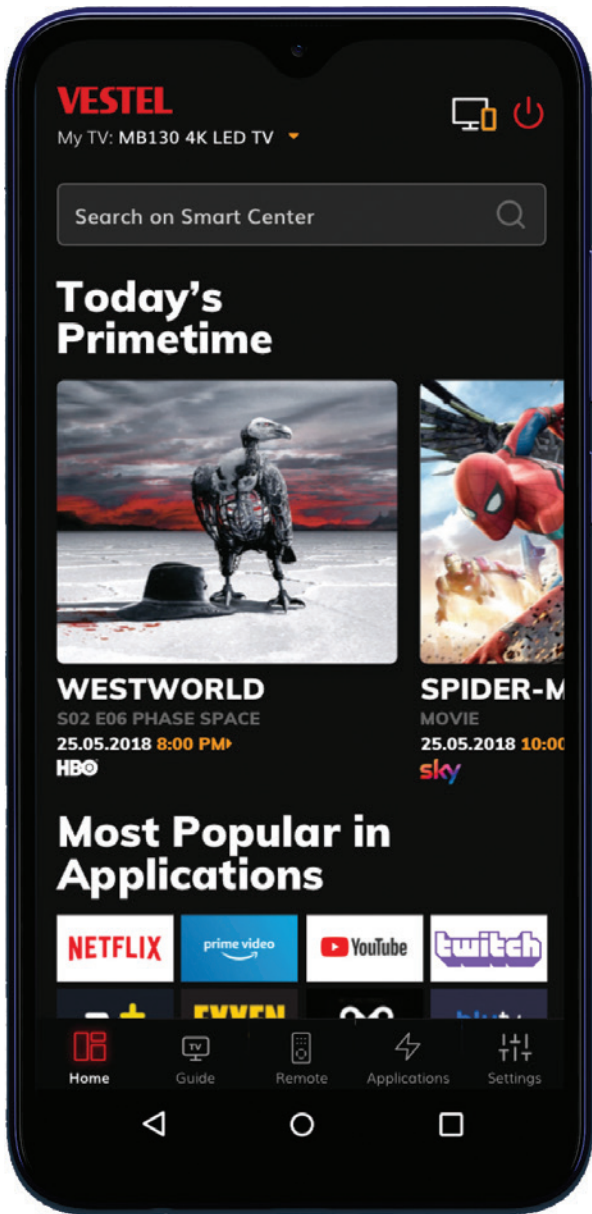 VESTEL
My TV: MB130 4K LED TV
Search on Smart Center
Today's
Primetime
WESTWORLD
S02 E06 PHASE SPACE
25.05.2018 8:00 PM
HBO
SPIDER-M
MOVIE
25.05.2018 10:00
sky
Most Popular in
Applications
NETFLIX
prime video
YouTube
twitch
EXXEN
TV
Home
Guide
Remote
Applications
Settings